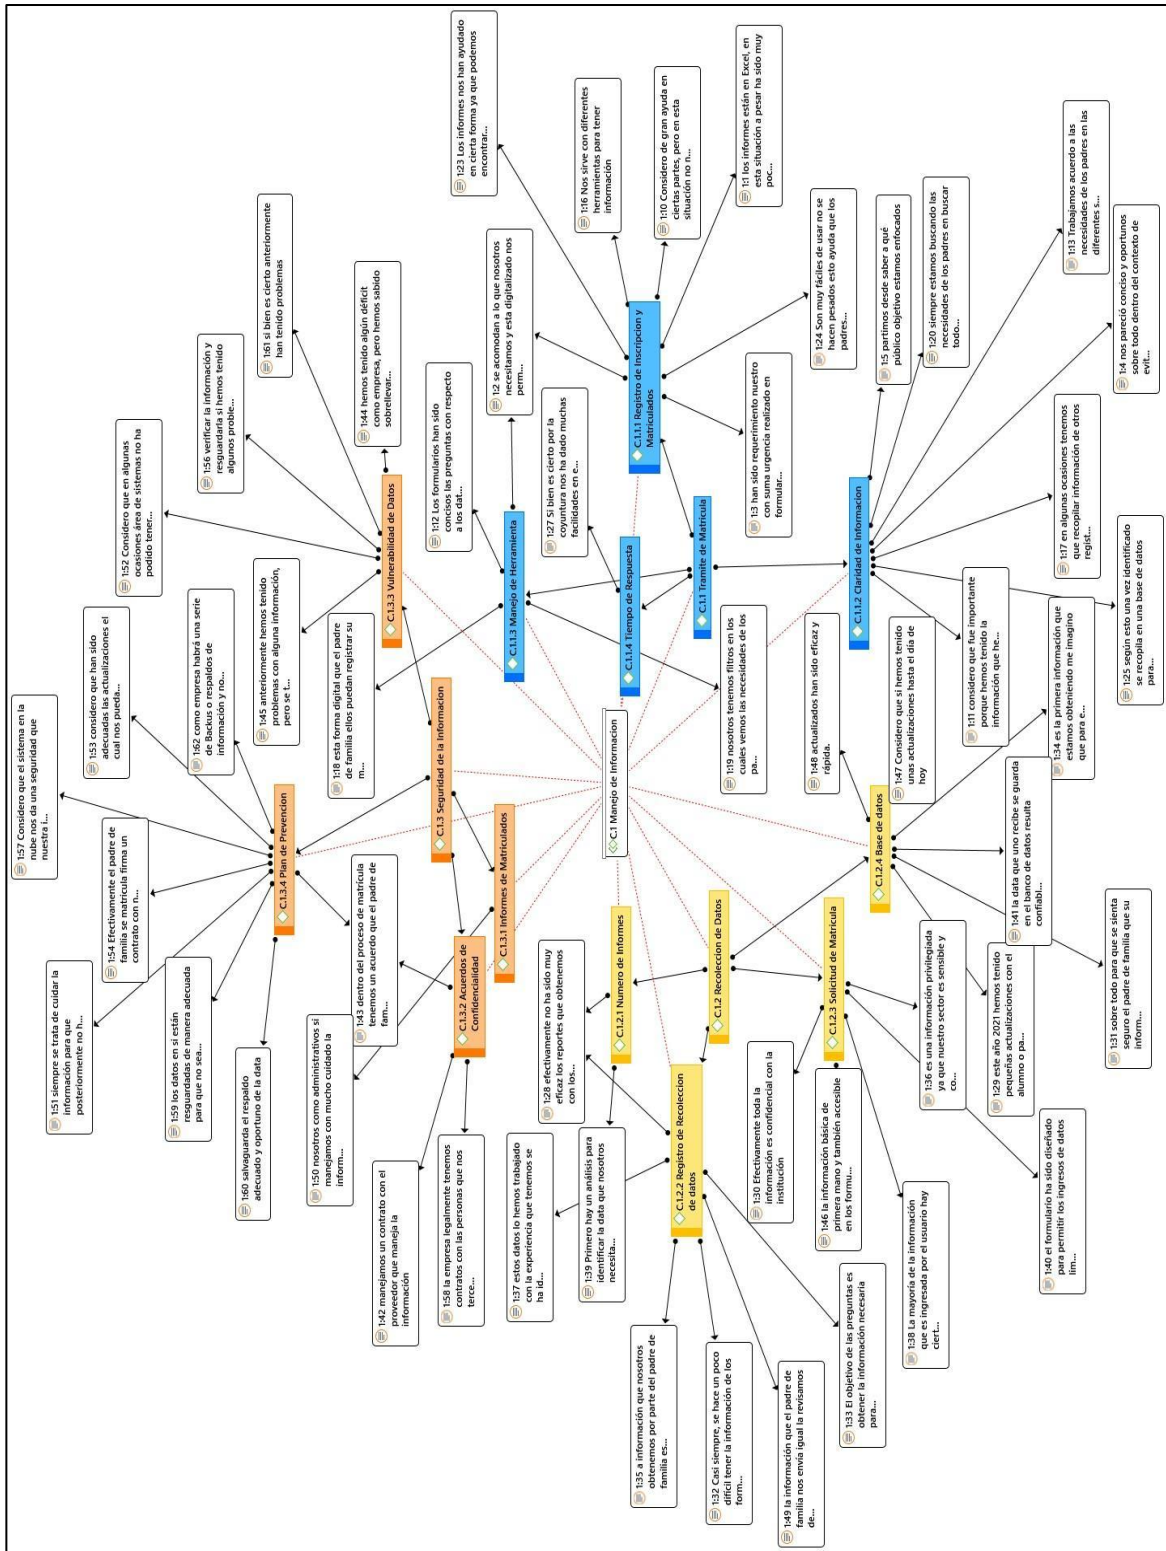 1:51 siempre se trata de cuidar la
información para que
posteriormente no h...
1:59 los datos en si están
resguardadas de manera adecuada
para que no sea...
1:60 salvaguarda el respaldo
adecuado y oportuno de la data
1:50 nosotros como administrativos si
manejamos con mucho cuidado la
inform...
1:42 manejamos un contrato con el
proveedor que maneja la
información
1:58 la empresa legalmente tenemos
contratos con las personas que nos
terce...
1:37 estos datos lo hemos trabajado
con la experiencia que tenemos se
ha id...
1:39 Primero hay un análisis para
identificar la data que nosotros
necesita...
1:35 a información que nosotros
obtenemos por parte del padre de
familia es...
1:32 Casi siempre, se hace un poco
difícil tener la información de los
form...
1:49 la información que el padre de
familia nos envía igual la revisamos
de...
1:57 Considero que el sistema en la
nube nos da una seguridad que
nuestra i...
1:54 Efectivamente el padre de
familia se matricula firma un
contrato con n...
1:53 considero que han sido
adecuadas las actualizaciones el
cual nos pueda...
1:62 como empresa habrá una serie
de Backus o respaldos de
información y no...
C.1.3.4 Plan de Prevencion
1:43 dentro del proceso de matrícula
tenemos un acuerdo que el padre de
fam...
C.1.3.2 Acuerdos de
Confidencialidad
C.1.3.1 Informes de Matriculados
C.1.3 Seguridad de la Informacion
1:28 efectivamente no ha sido muy
eficaz los reportes que obtenemos
con los...
C.1.2.1 Numero de Informes
C.1.2.2 Registro de Recoleccion
de datos
C.1.2 Recoleccion de Datos
1:30 Efectivamente toda la
información es confidencial con la
institución
C.1.2.3 Solicitud de Matricula
1:46 la información básica de
primera mano y también accesible
en los formu...
1:33 El objetivo de las preguntas es
obtener la información necesaria
para...
1:38 La mayoría de la información
que es ingresada por el usuario hay
ciert...
1:40 el formulario ha sido diseñado
para permitir los ingresos de datos
lim...
1:36 es una información privilegiada
ya que nuestro sector es sensible y
co...
1:29 este año 2021 hemos tenido
pequeñas actualizaciones con el
alumno o pa...
1:31 sobre todo para que se sienta
seguro el padre de familia que su
inform...
1:41 la data que uno recibe se guarda
en el banco de datos resulta
confiabl...
C.1.2.4 Base de datos
1:48 actualizados han sido eficaz y
rápida.
1:47 Considero que si hemos tenido
unas actualizaciones hasta el día de
hoy
1:34 es la primera información que
estamos obteniendo me imagino
que para e...
C.1 Manejo de Informacion
1:52 Considero que en algunas
ocasiones área de sistemas no ha
podido tener...
1:56 verificar la información y
resguardarla si hemos tenido
algunos proble...
1:61 si bien es cierto anteriormente
han tenido problemas
1:44 hemos tenido algún déficit
como empresa, pero hemos sabido
sobrellevar...
1:45 anteriormente hemos tenido
problemas con alguna información,
pero se t...
C.1.3.3 Vulnerabilidad de Datos
1:18 esta forma digital que el padre
de familia ellos puedan registrar su
m...
1:12 Los formularios han sido
concisos las preguntas con respecto
a los dat...
C.1.1.3 Manejo de Herramienta
1:2 se acomodan a lo que nosotros
necesitamos y esta digitalizado nos
perm...
1:27 Si bien es cierto por la
coyuntura nos ha dado muchas
facilidades en e...
C.1.1.4 Tiempo de Respuesta
C.1.1 Tramite de Matricula
1:19 nosotros tenemos filtros en los
cuales vemos las necesidades de los
pa...
C.1.1.1 Registro de Inscripcion y
Matriculados
1:23 Los informes nos han ayudado
en cierta forma ya que podemos
encontrar...
1:16 Nos sirve con diferentes
herramientas para tener
información
1:10 Considero de gran ayuda en
ciertas partes, pero en esta
situación no n...
1:1 los informes están en Excel, en
esta situación a pesar ha sido muy
poc...
1:24 Son muy fáciles de usar no se
hacen pesados esto ayuda que los
padres...
1:3 han sido requerimiento nuestro
con suma urgencia realizado en
formular...
C.1.1.2 Claridad de Informacion
1:5 partimos desde saber a qué
público objetivo estamos enfocados
1:20 siempre estamos buscando las
necesidades de los padres en buscar
todo...
1:13 Trabajamos acuerdo a las
necesidades de los padres en las
diferentes s...
1:4 nos pareció conciso y oportunos
sobre todo dentro del contexto de
evit...
1:17 en algunas ocasiones tenemos
que recopilar información de otros
regist...
1:25 según esto una vez identificado
se recopila en una base de datos
para...
1:11 considero que fue importante
porque hemos tenido la
información que he...